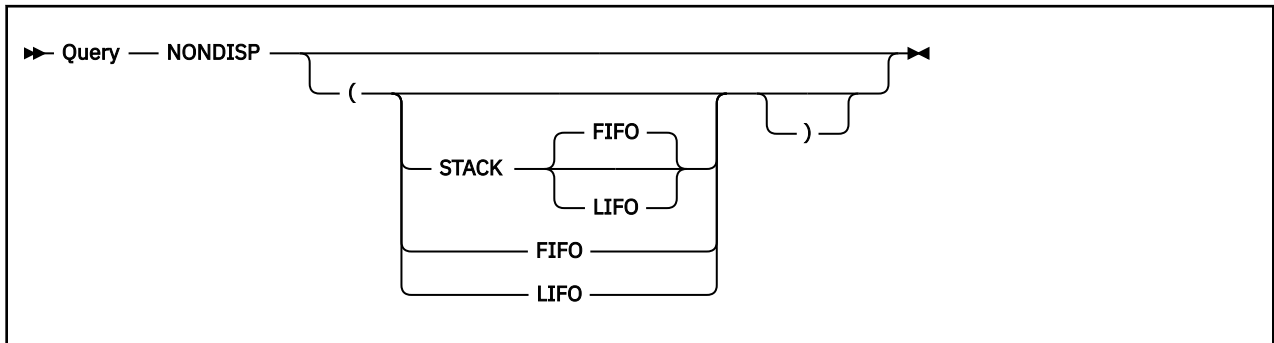 Query NONDISP
(
FIFO
)
STACK
LIFO
FIFO
LIFO